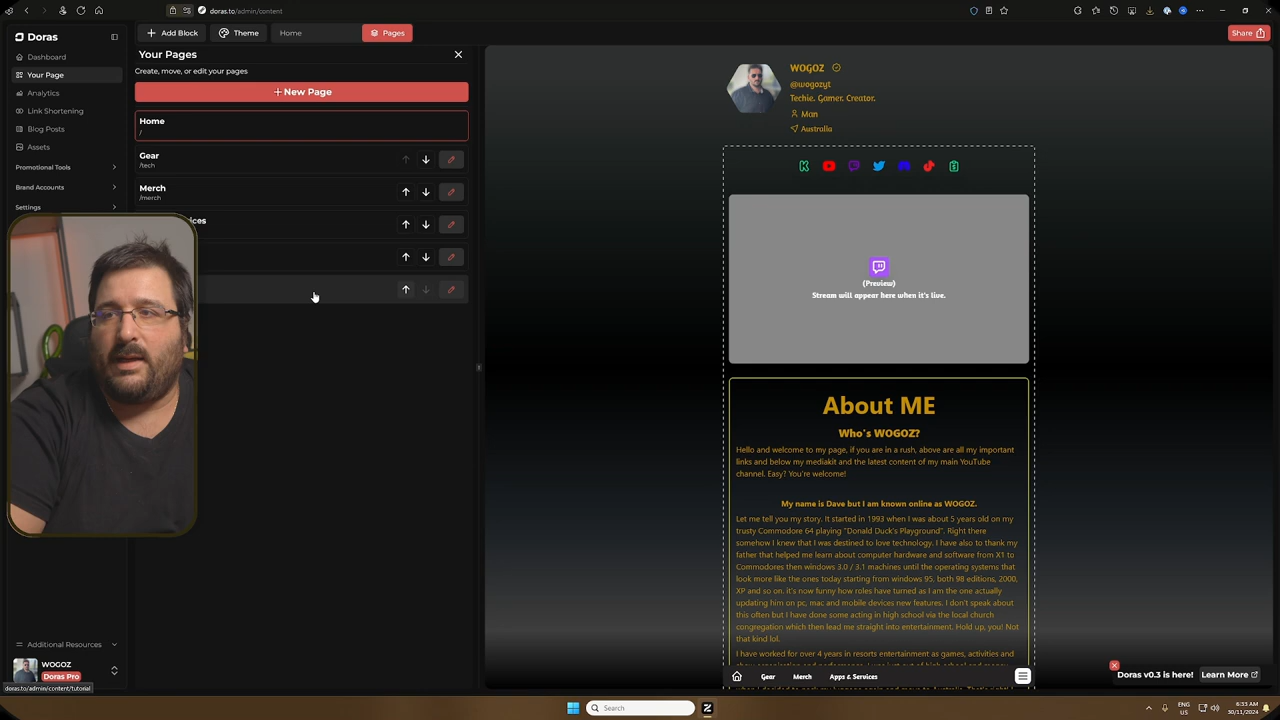 doras.to/admin/content
Doras
Dashboard
Your Page
Analytics
Link Shortening
Blog Posts
Assets
Promotional Tools
Brand Accounts
Settings
Additional Resources
WOGOZ
Doras Pro
doras.to/admin/content/tutorial
Add Block
Theme
Home
Pages
Share
Your Pages
Create, move, or edit your pages
+ New Page
Home
/
Gear
/tech
Merch
/merch
WOGOZ
@wogozyt
Techie. Gamer. Creator.
Man
Australia
(Preview)
Stream will appear here when it's live.
About ME
Who's WOGOZ?
Hello and welcome to my page, if you are in a rush, above are all my important
links and below my mediakit and the latest content of my main YouTube
channel. Easy? You're welcome!
My name is Dave but I am known online as WOGOZ.
Let me tell you my story. It started in 1993 when I was about 5 years old on my
trusty Commodore 64 playing "Donald Duck's Playground". Right there
somehow I knew that I was destined to love technology. I have also to thank my
father that helped me learn about computer hardware and software from X1 to
Commodores then windows 3.0 / 3.1 machines until the operating systems that
look more like the ones today starting from windows 95, both 98 editions, 2000,
XP and so on. it's now funny how roles have turned as I am the one actually
updating him on pc, mac and mobile devices new features. I don't speak about
this often but I have done some acting in high school via the local church
congregation which then lead me straight into entertainment. Hold up, you! Not
that kind lol.
I have worked for over 4 years in resorts entertainment as games, activities and
Gear
Merch
Apps & Services
Doras v0.3 is here!
Learn More
Search
ENG
US
6:33 AM
30/11/2024